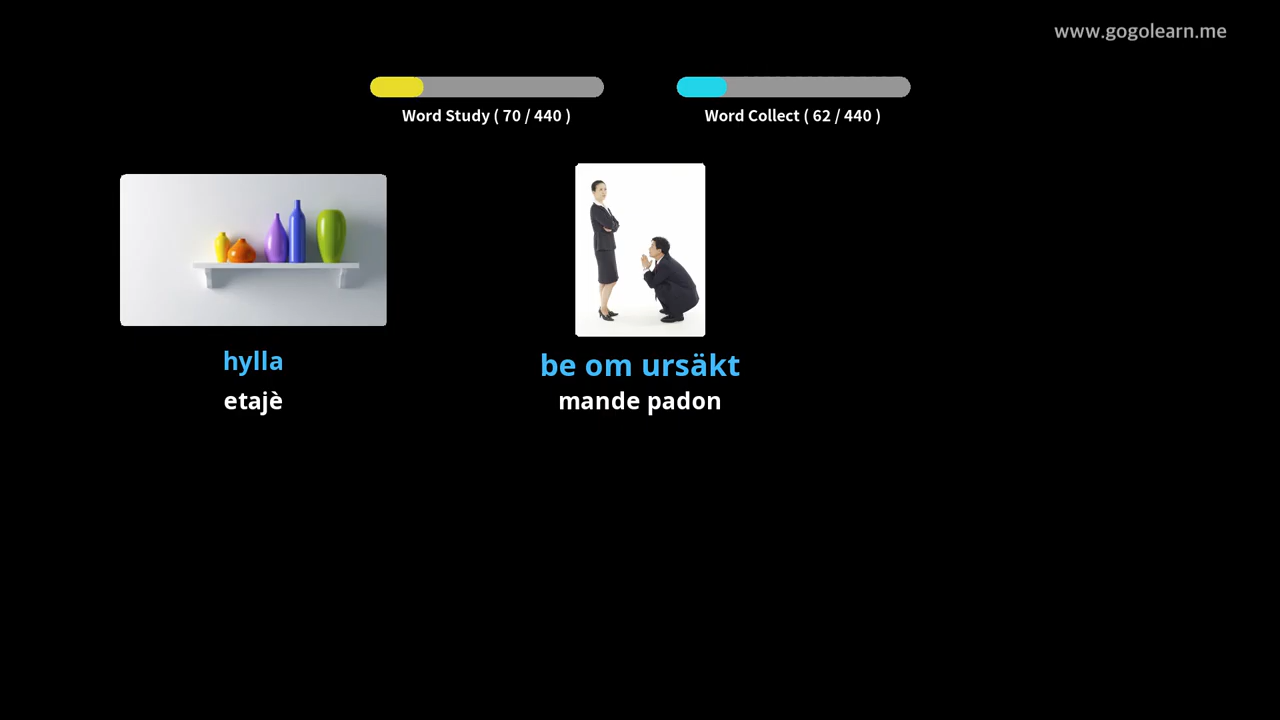 www.gogolearn.me
Word Study ( 70 / 440 )
Word Collect ( 62 / 440 )
hylla
etajè
be om ursäkt
mande padon